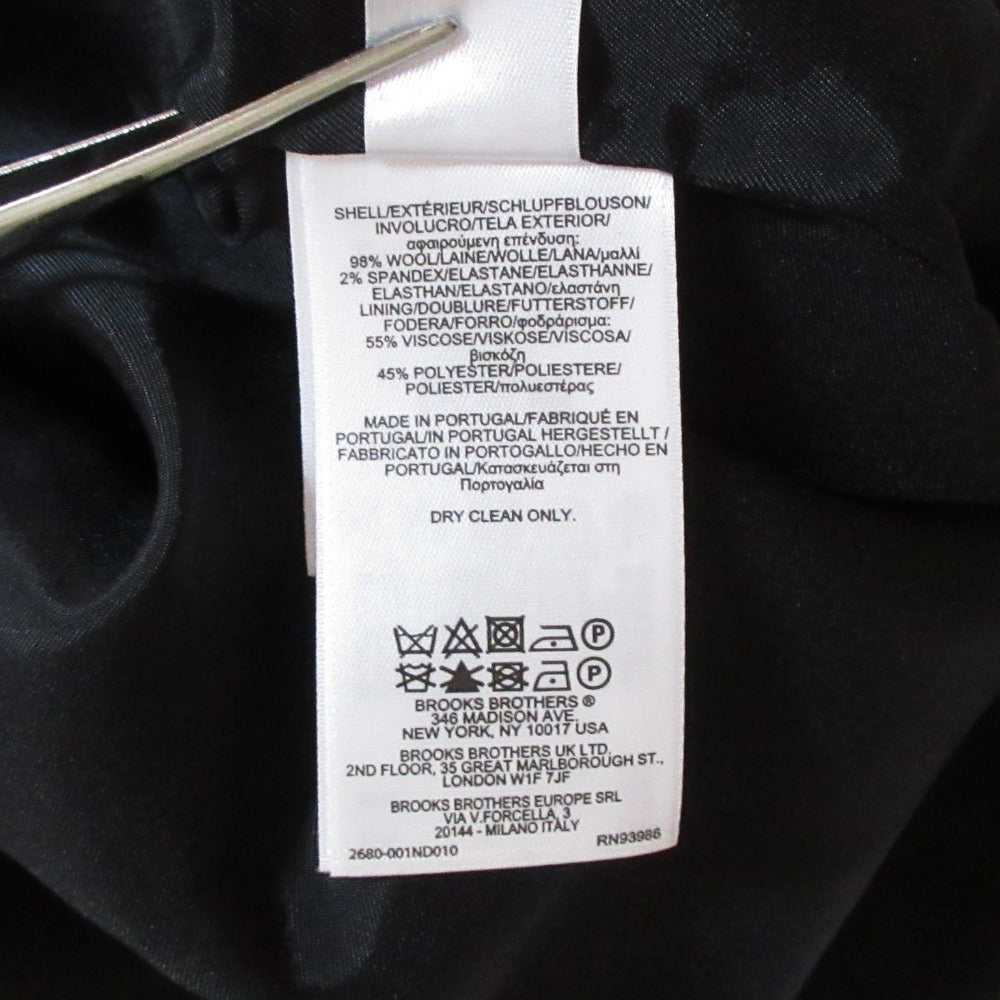 SHELL/EXTÉRIEUR/SCHLUPFBLOUSON/
INVOLUCRO/TELA EXTERIOR/
αφαιρούμενη επένδυση:
98% WOOL/LAINE/WOLLE/LANA/μαλλί
2% SPANDEX/ELASTANE/ELASTHANNE/
ELASTHAN/ELASTANO/ελαστάνη
LINING/DOUBLURE/FUTTERSTOFF/
FODERA/FORRO/φοδράρισμα:
55% VISCOSE/VISKOSE/VISCOSA/
βισκόζη
45% POLYESTER/POLIESTERE/
POLIESTER/πολυεστέρας
MADE IN PORTUGAL/FABRIQUÉ EN
PORTUGAL/IN PORTUGAL HERGESTELLT /
FABBRICATO IN PORTOGALLO/HECHO EN
PORTUGAL/Κατασκευάζεται στη
Πορτογαλία
DRY CLEAN ONLY.
P
P
BROOKS BROTHERS ®
346 MADISON AVE.
NEW YORK, NY 10017 USA
BROOKS BROTHERS UK LTD.
2ND FLOOR, 35 GREAT MARLBOROUGH ST.,
LONDON W1F 7JF
BROOKS BROTHERS EUROPE SRL
VIA V.FORCELLA, 3
20144 - MILANO ITALY
2680-001ND010 RN93986